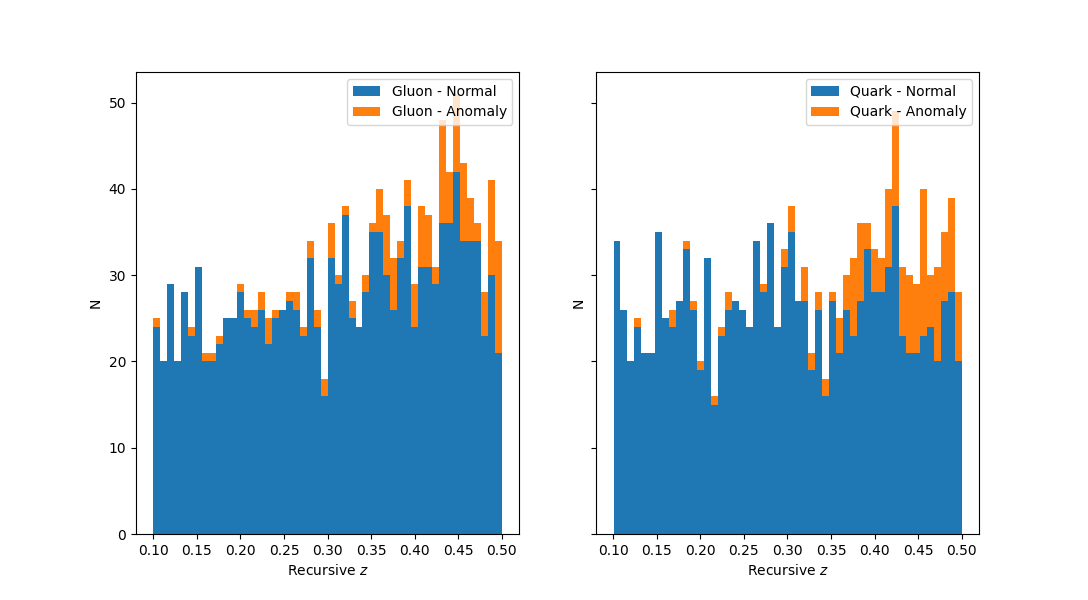 Gluon - Normal
Gluon - Anomaly
50
40
30
20
10
0
N
0.10 0.15 0.20 0.25 0.30 0.35 0.40 0.45 0.50
Recursive z
Quark - Normal
Quark - Anomaly
N
0.10 0.15 0.20 0.25 0.30 0.35 0.40 0.45 0.50
Recursive z